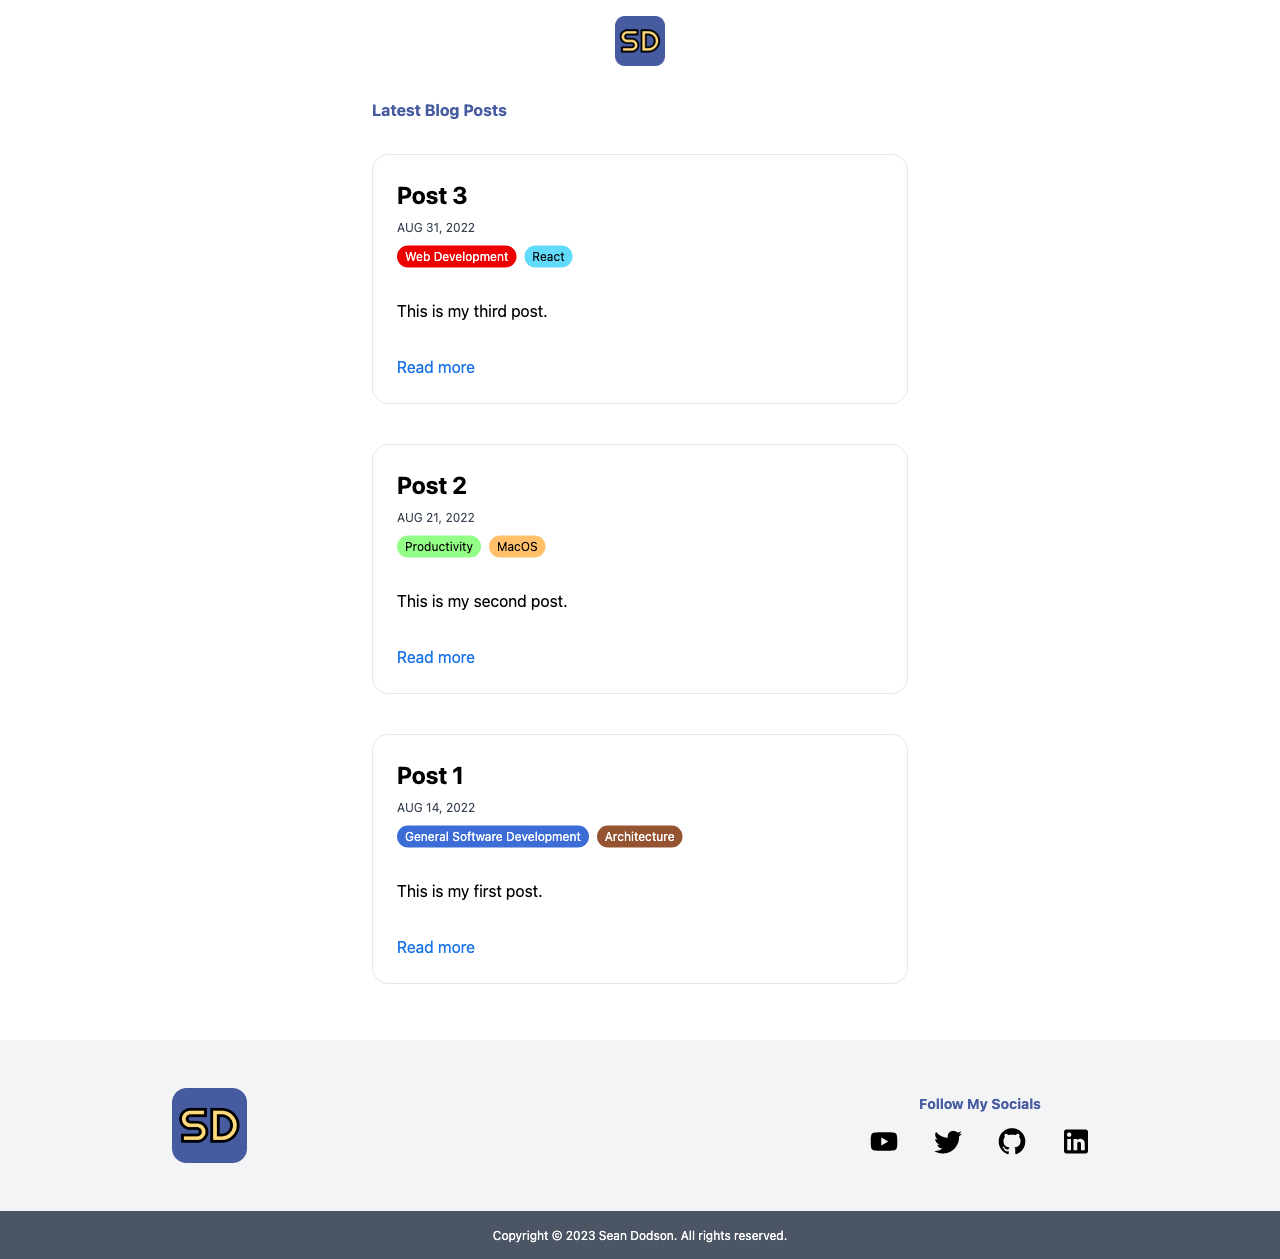 SD
Latest Blog Posts
Post 3
AUG 31, 2022
Web Development React
This is my third post.
Read more
Post 2
AUG 21, 2022
Productivity MacOS
This is my second post.
Read more
Post 1
AUG 14, 2022
General Software Development Architecture
This is my first post.
Read more
SD
Follow My Socials
in
Copyright © 2023 Sean Dodson. All rights reserved.